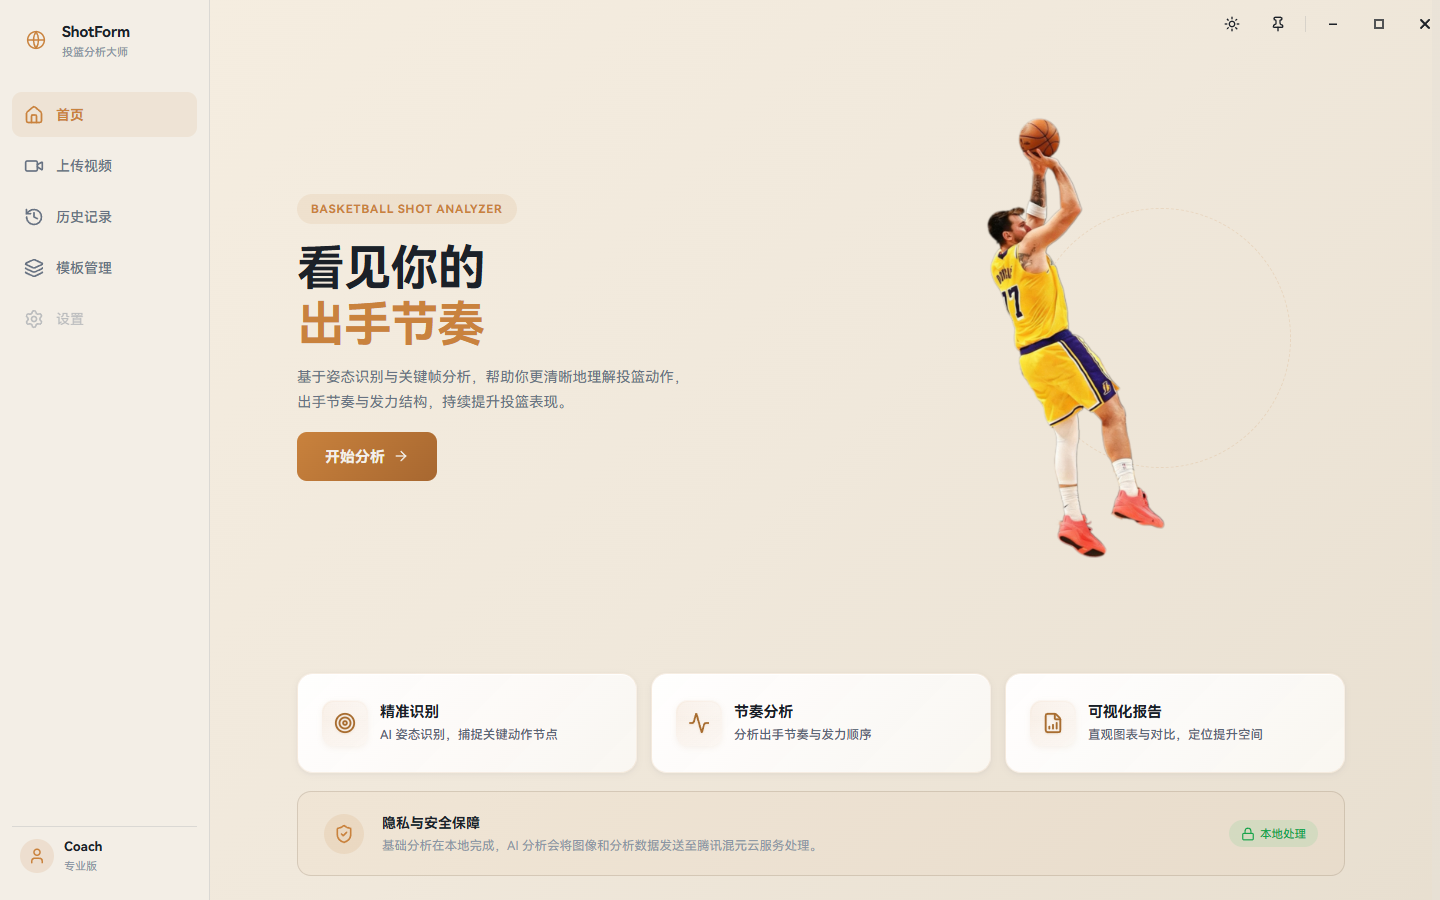 ShotForm
投篮分析大师
首页
上传视频
历史记录
模板管理
设置
Coach
专业版
BASKETBALL SHOT ANALYZER
看见你的
出手节奏
基于姿态识别与关键帧分析，帮助你更清晰地理解投篮动作，
出手节奏与发力结构，持续提升投篮表现。
开始分析
77
精准识别
AI 姿态识别，捕捉关键动作节点
节奏分析
分析出手节奏与发力顺序
可视化报告
直观图表与对比，定位提升空间
隐私与安全保障
基础分析在本地完成，AI 分析会将图像和分析数据发送至腾讯混元云服务处理。
本地处理